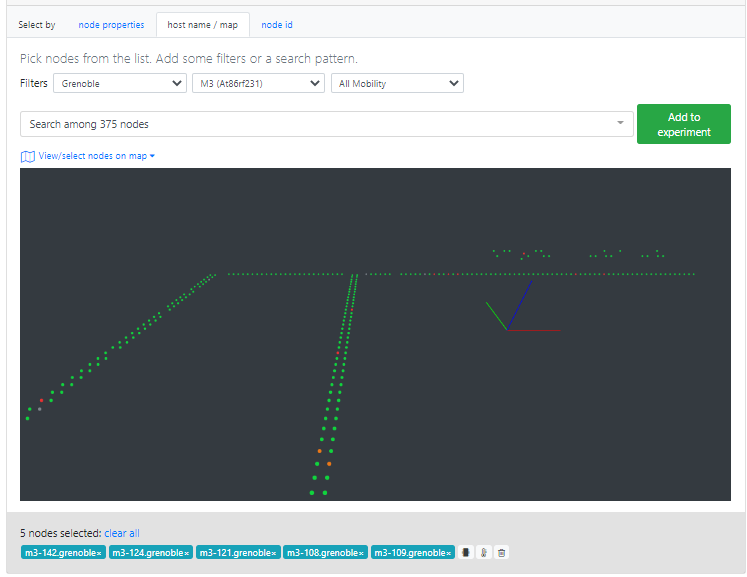 Select by node properties host name / map node id
Pick nodes from the list. Add some filters or a search pattern.
Filters Grenoble M3 (At86rf231) All Mobility
Search among 375 nodes
Add to
experiment
View/select nodes on map
5 nodes selected: clear all
m3-142.grenoble× m3-124.grenoble× m3-121.grenoble× m3-108.grenoble× m3-109.grenoble×